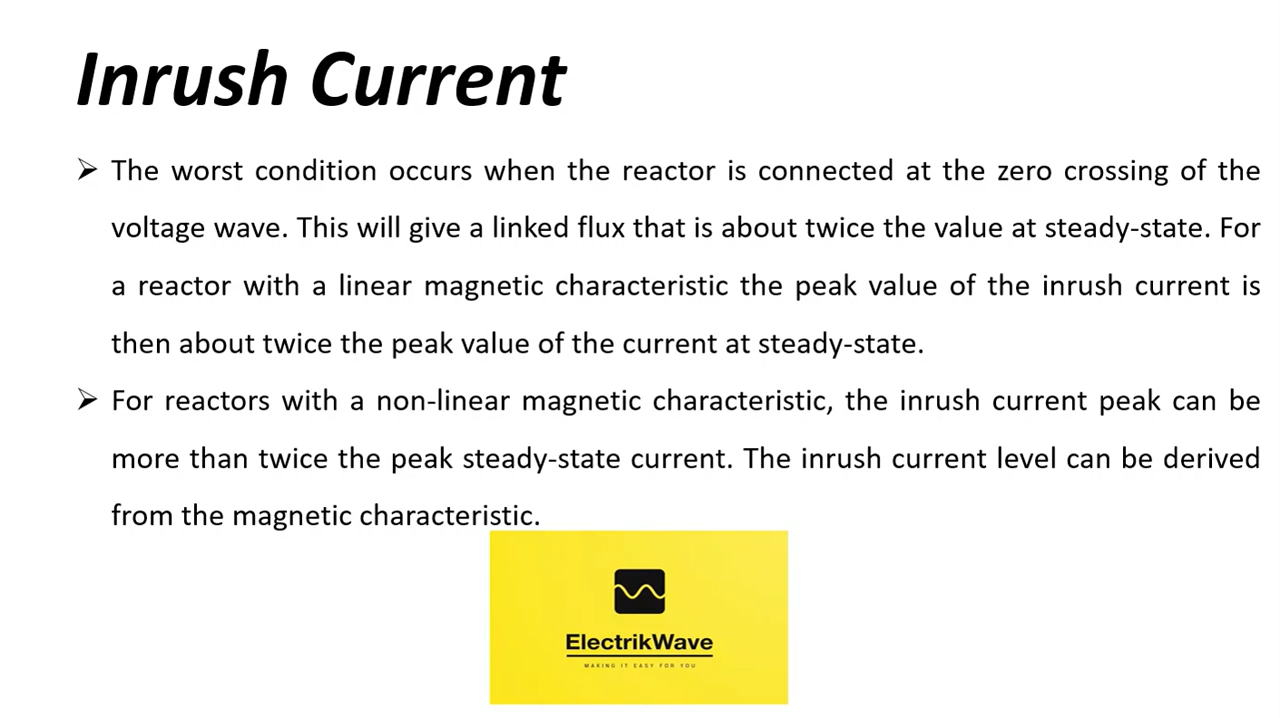 Inrush Current
➢ The worst condition occurs when the reactor is connected at the zero crossing of the
voltage wave. This will give a linked flux that is about twice the value at steady-state. For
a reactor with a linear magnetic characteristic the peak value of the inrush current is
then about twice the peak value of the current at steady-state.
➢ For reactors with a non-linear magnetic characteristic, the inrush current peak can be
more than twice the peak steady-state current. The inrush current level can be derived
from the magnetic characteristic.
ElectrikWave
MAKING IT EASY FOR YOU